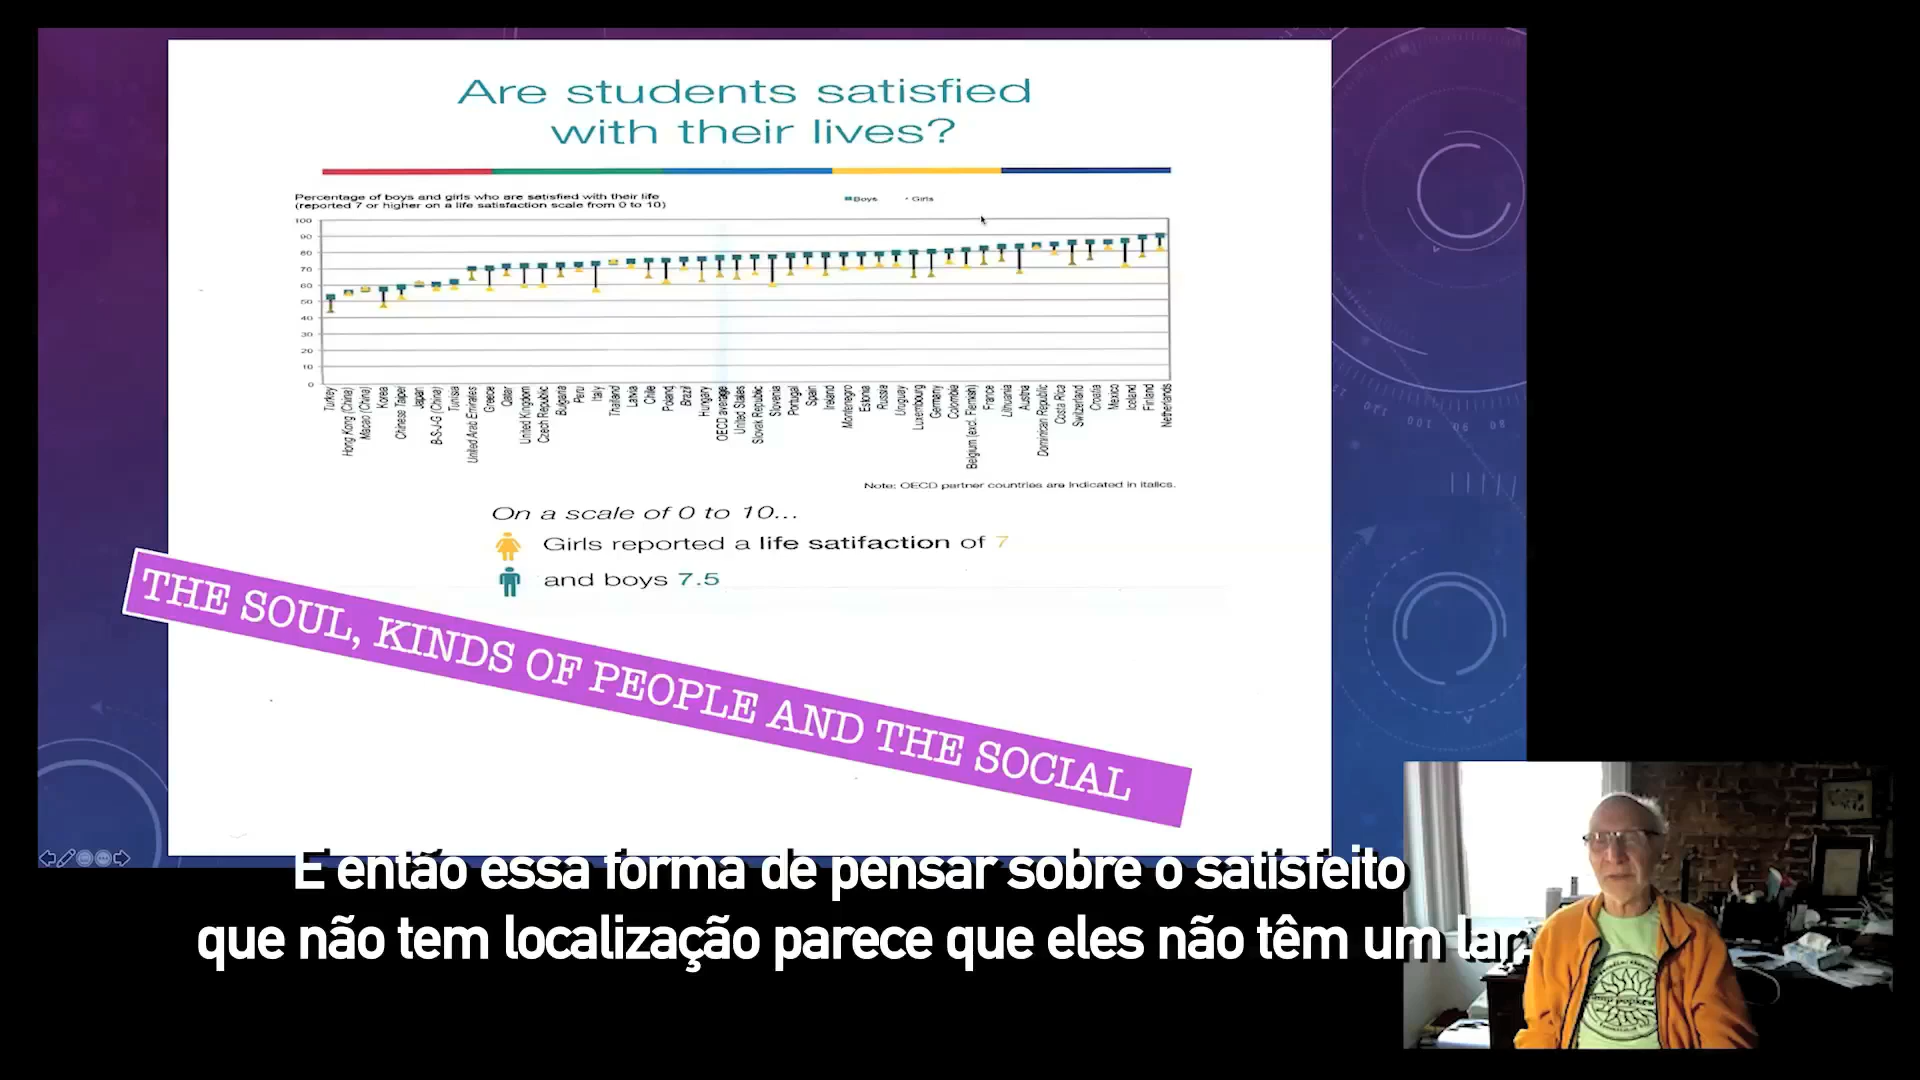 Are students satisfied
with their lives?
Percentage of boys and girls who are satisfied with their life
(reported 7 or higher on a life satisfaction scale from 0 to 10)
Boys
Girls
100
90
80
70
60
50
40
30
20
10
0
Turkey
Hong Kong (China)
Macao (China)
Korea
Chinese Taipei
Japan
B-S-J-G (China)
Tunisia
United Arab Emirates
Greece
Qatar
United Kingdom
Czech Republic
Bulgaria
Peru
Italy
Thailand
Latvia
Chile
Poland
Brazil
Hungary
OECD average
United States
Slovak Republic
Slovenia
Portugal
Spain
Ireland
Montenegro
Estonia
Russia
Uruguay
Luxembourg
Germany
Colombia
Belgium (excl. Flemish)
France
Lithuania
Austria
Dominican Republic
Costa Rica
Switzerland
Croatia
Mexico
Iceland
Finland
Netherlands
Note: OECD partner countries are indicated in italics.
On a scale of 0 to 10...
Girls reported a life satifaction of 7
and boys 7.5
THE SOUL, KINDS OF PEOPLE AND THE SOCIAL
E então essa forma de pensar sobre o satisfeito
que não tem localização parece que eles não têm um lar.